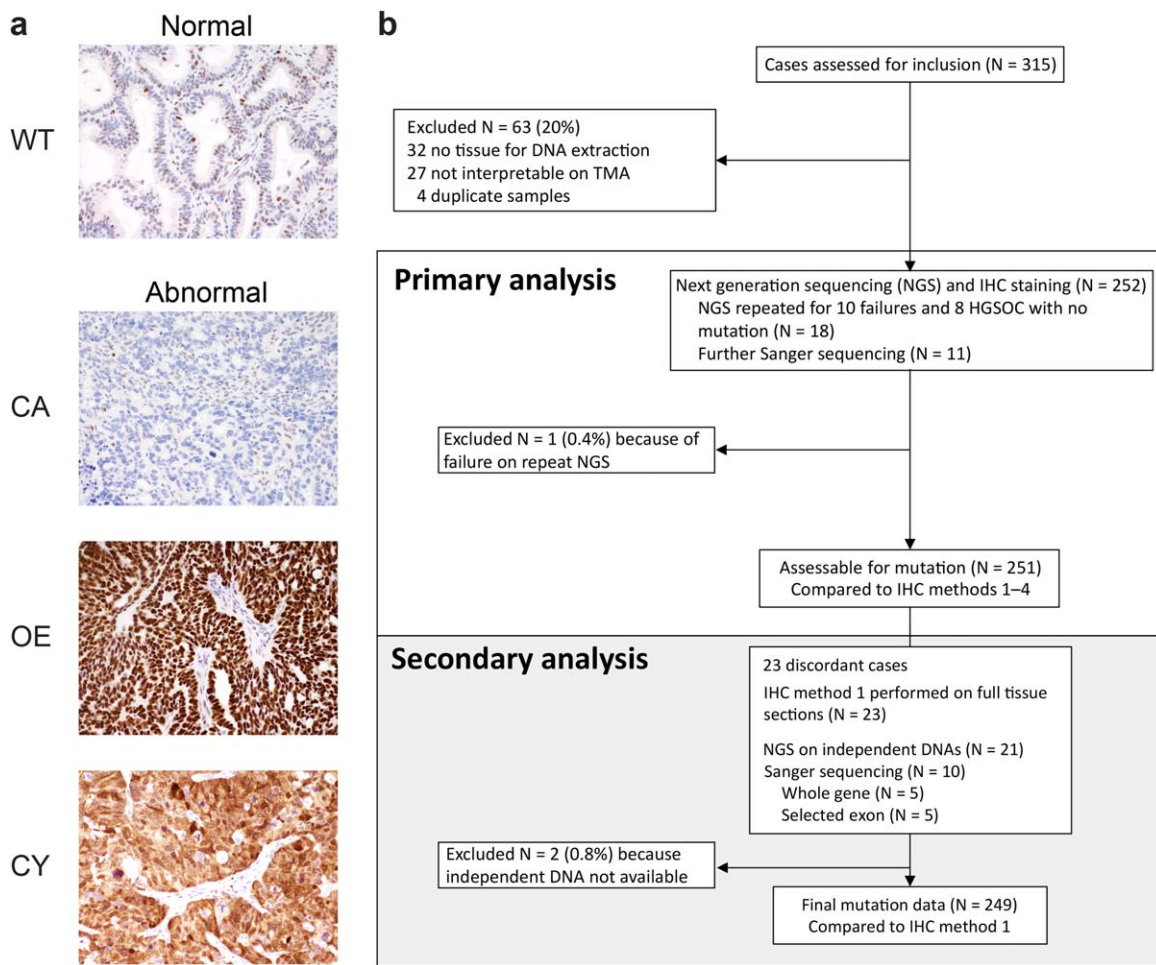 a
Normal
WT
Abnormal
CA
OE
CY
b
Cases assessed for inclusion (N = 315)
Excluded N = 63 (20%)
32 no tissue for DNA extraction
27 not interpretable on TMA
4 duplicate samples
Primary analysis
Next generation sequencing (NGS) and IHC staining (N = 252)
NGS repeated for 10 failures and 8 HGSOC with no
mutation (N = 18)
Further Sanger sequencing (N = 11)
Excluded N = 1 (0.4%) because of
failure on repeat NGS
Assessable for mutation (N = 251)
Compared to IHC methods 1–4
Secondary analysis
23 discordant cases
IHC method 1 performed on full tissue
sections (N = 23)
NGS on independent DNAs (N = 21)
Sanger sequencing (N = 10)
Whole gene (N = 5)
Selected exon (N = 5)
Excluded N = 2 (0.8%) because
independent DNA not available
Final mutation data (N = 249)
Compared to IHC method 1